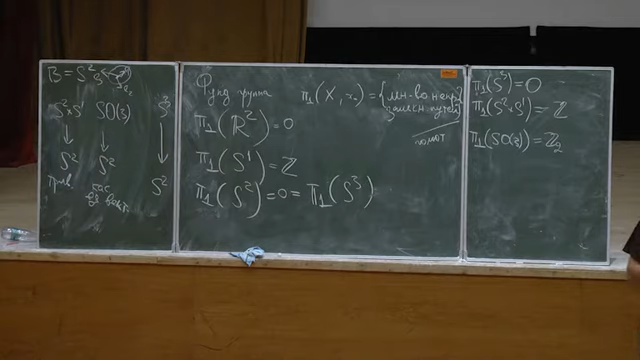 B = S²
S²×S¹ SO(3) S³
↓ ↓ ↓
S² S² S²
Фунд группа
π₁(X, x₀) = {мн-во непр.
замкн. путей}
гомот
π₁(ℝ²) = 0
π₁(S¹) = ℤ
π₁(S²) = 0 = π₁(S³)
π₁(S³) = 0
π₁(S²×S¹) = ℤ
π₁(SO(3)) = ℤ₂